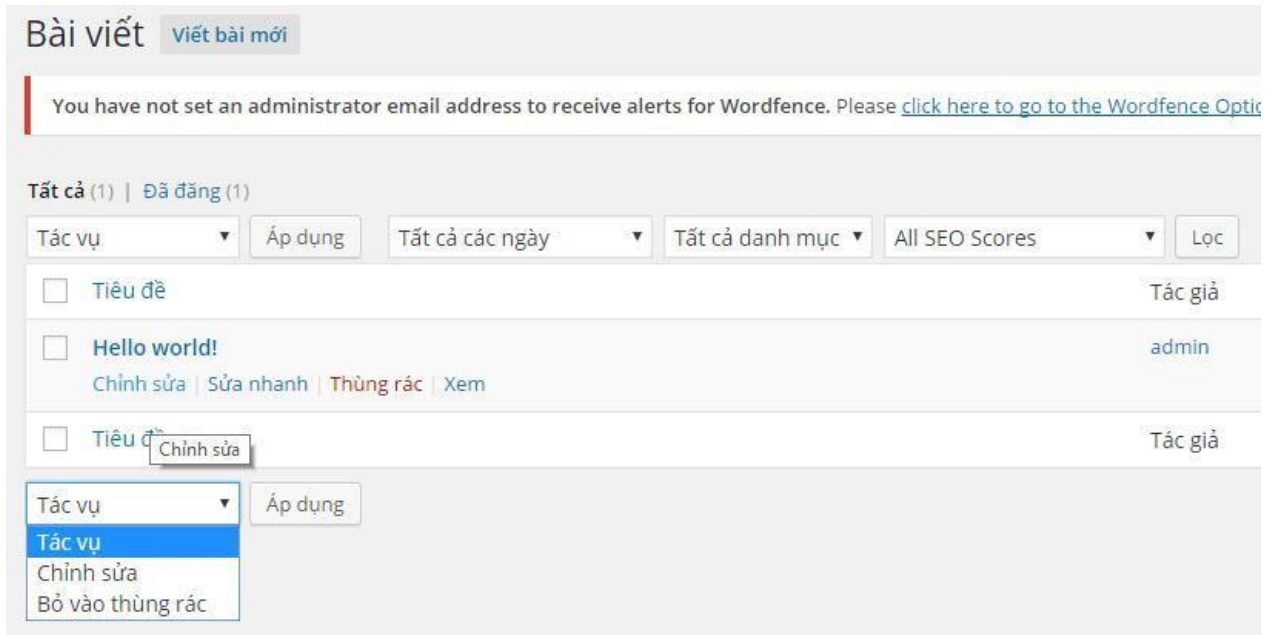 Bài viết Viết bài mới
You have not set an administrator email address to receive alerts for Wordfence. Please click here to go to the Wordfence
Tất cả (1) | Đã đăng (1)
Tác vụ Áp dụng Tất cả các ngày Tất cả danh mục All SEO Scores Lọc
Tiêu đề Tác giả
Hello world! admin
Chỉnh sửa | Sửa nhanh | Thùng rác | Xem
Tiêu Tác giả
Chỉnh sửa
Tác vụ Áp dụng
Tác vụ
Chỉnh sửa
Bỏ vào thùng rác